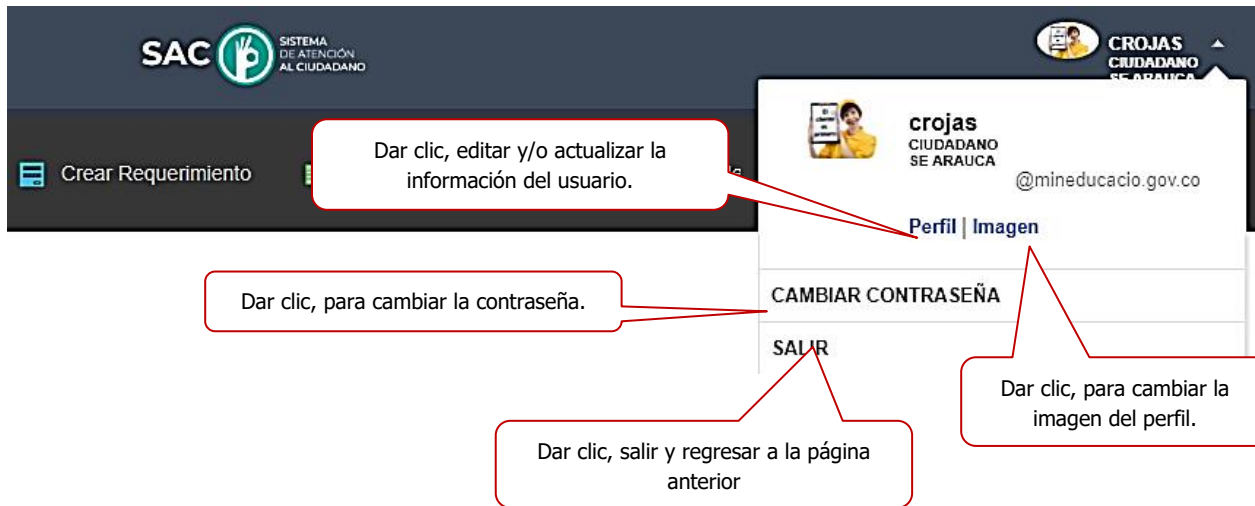 SAC
SISTEMA
DE ATENCIÓN
AL CIUDADANO
CROJAS
CIUDADANO
SE ARAUCA
Crear Requerimiento
Dar clic, editar y/o actualizar la
información del usuario.
crojas
CIUDADANO
SE ARAUCA
@mineducacio.gov.co
Perfil | Imagen
Dar clic, para cambiar la contraseña.
CAMBIAR CONTRASEÑA
SALIR
Dar clic, para cambiar la
imagen del perfil.
Dar clic, salir y regresar a la página
anterior